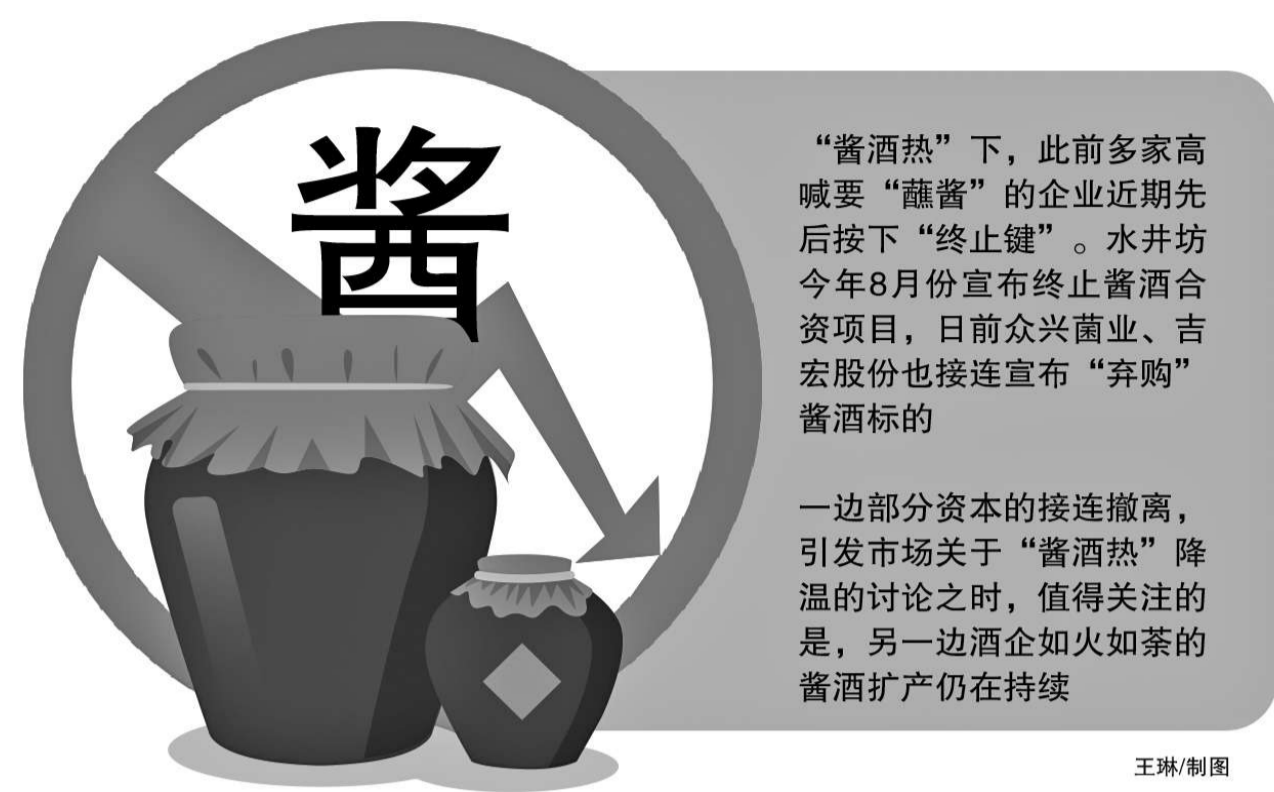 酱
“酱酒热”下，此前多家高
喊要“蘸酱”的企业近期先
后按下“终止键”。水井坊
今年8月份宣布终止酱酒合
资项目，日前众兴菌业、吉
宏股份也接连宣布“弃购”
酱酒标的
一边部分资本的接连撤离，
引发市场关于“酱酒热”降
温的讨论之时，值得关注的
是，另一边酒企如火如荼的
酱酒扩产仍在持续
王琳/制图